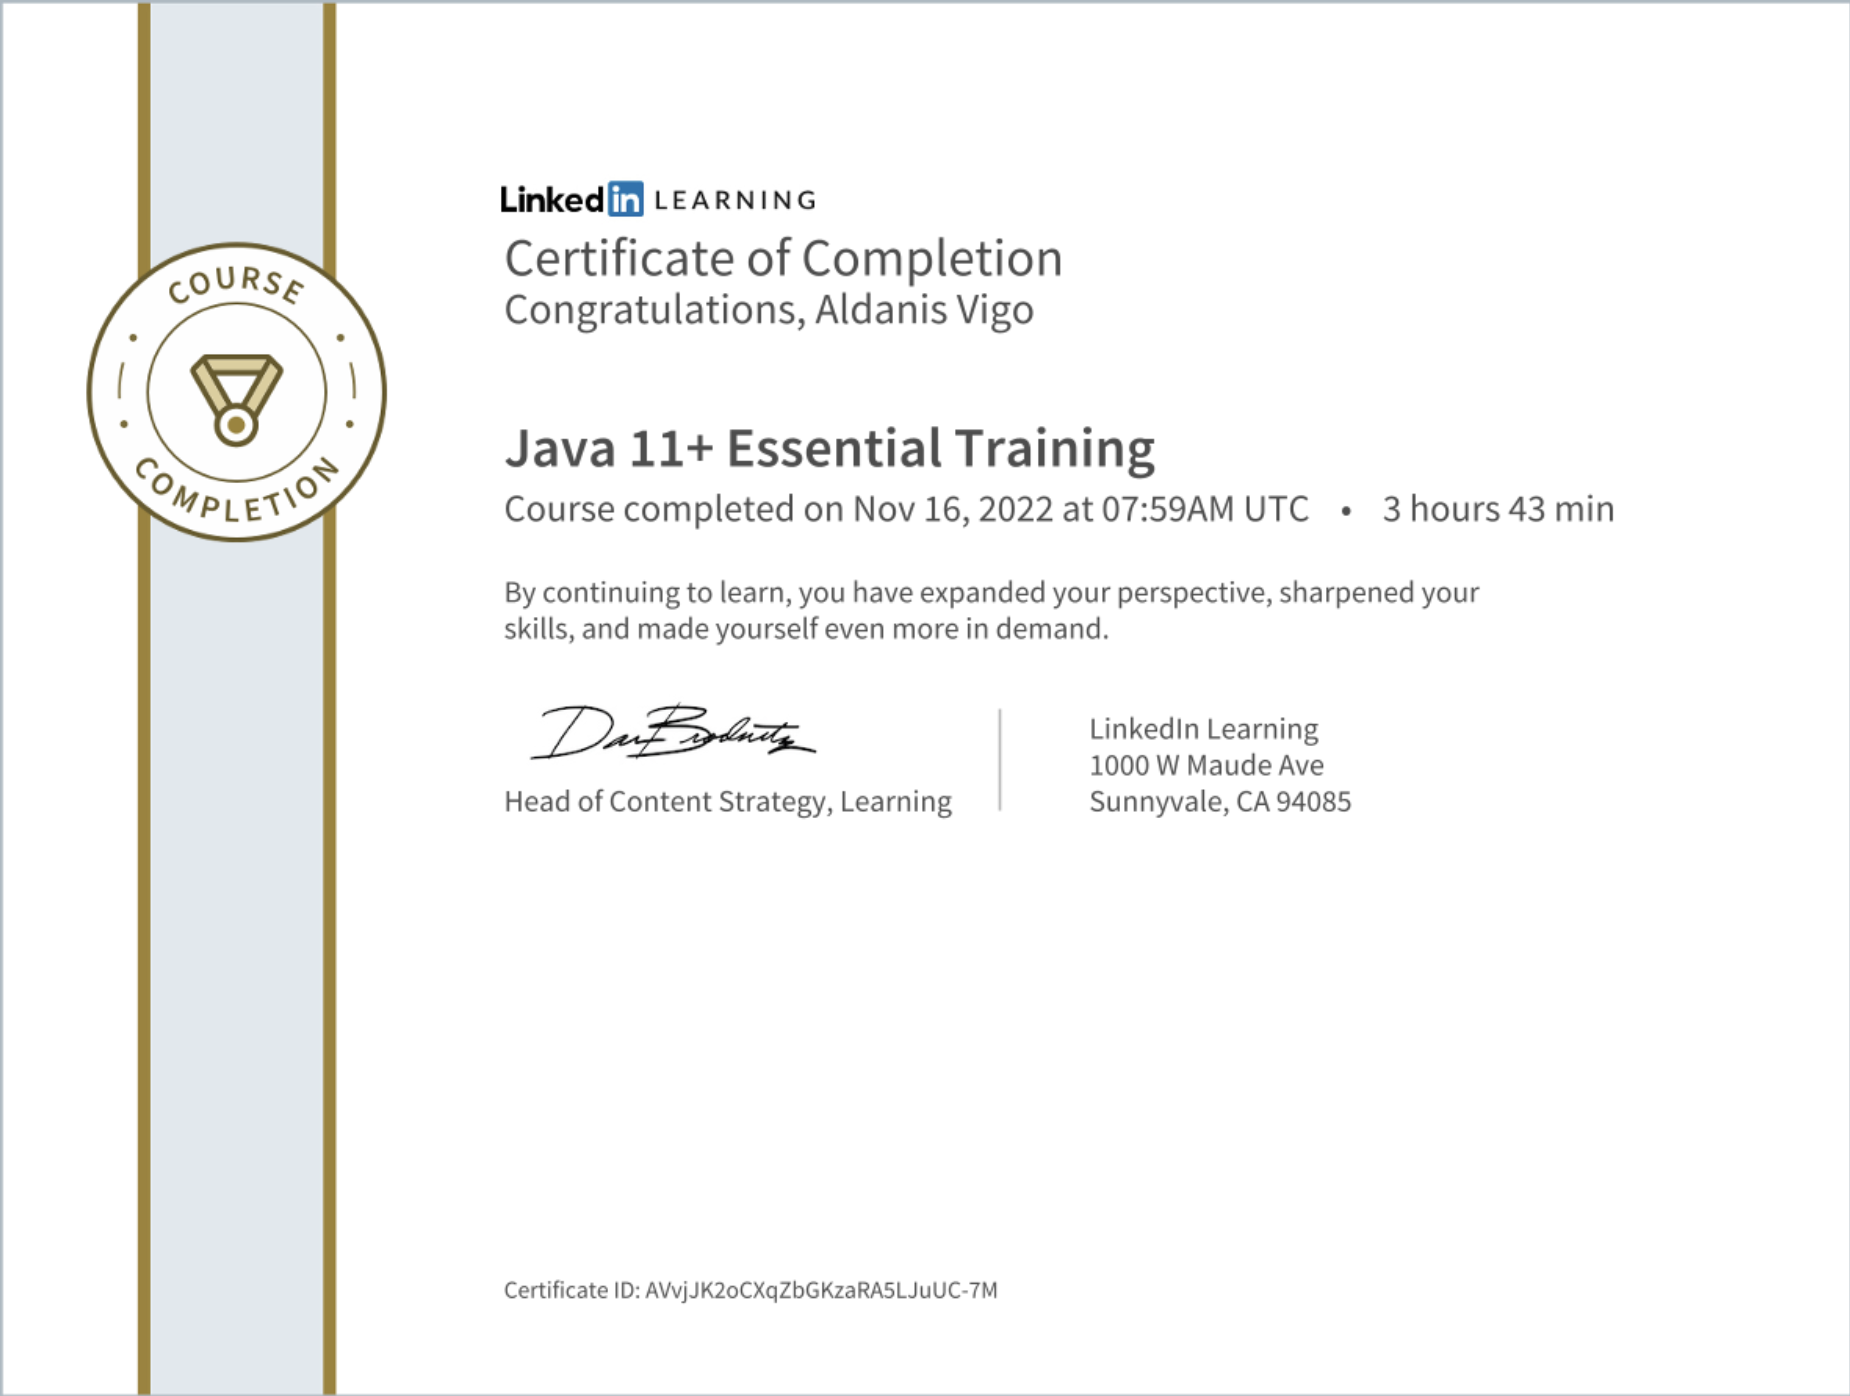 COURSE
COMPLETION
Linked in LEARNING
Certificate of Completion
Congratulations, Aldanis Vigo
Java 11+ Essential Training
Course completed on Nov 16, 2022 at 07:59AM UTC • 3 hours 43 min
By continuing to learn, you have expanded your perspective, sharpened your
skills, and made yourself even more in demand.
Dan Brodnitz
Head of Content Strategy, Learning
LinkedIn Learning
1000 W Maude Ave
Sunnyvale, CA 94085
Certificate ID: AVvjJK2oCXqZbGKzaRA5LJuUC-7M